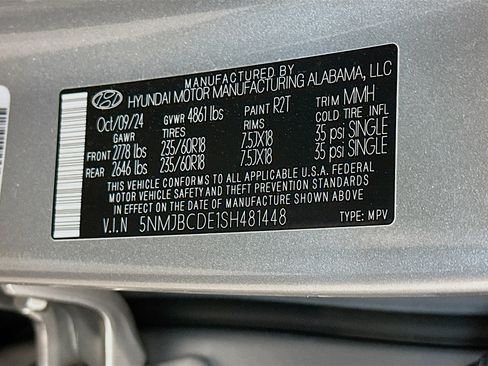 MANUFACTURED BY
HYUNDAI MOTOR MANUFACTURING ALABAMA, LLC
Oct/09/24 GVWR 4861 lbs PAINT R2T TRIM MMH
GAWR TIRES RIMS COLD TIRE INFL
FRONT 2778 lbs 235/60R18 7.5JX18 35 psi SINGLE
REAR 2646 lbs 235/60R18 7.5JX18 35 psi SINGLE
THIS VEHICLE CONFORMS TO ALL APPLICABLE U.S.A. FEDERAL
MOTOR VEHICLE SAFETY AND THEFT PREVENTION STANDARDS
IN EFFECT ON THE DATE OF MANUFACTURE SHOWN ABOVE.
V.I.N 5NMJBCDE1SH481448 TYPE: MPV